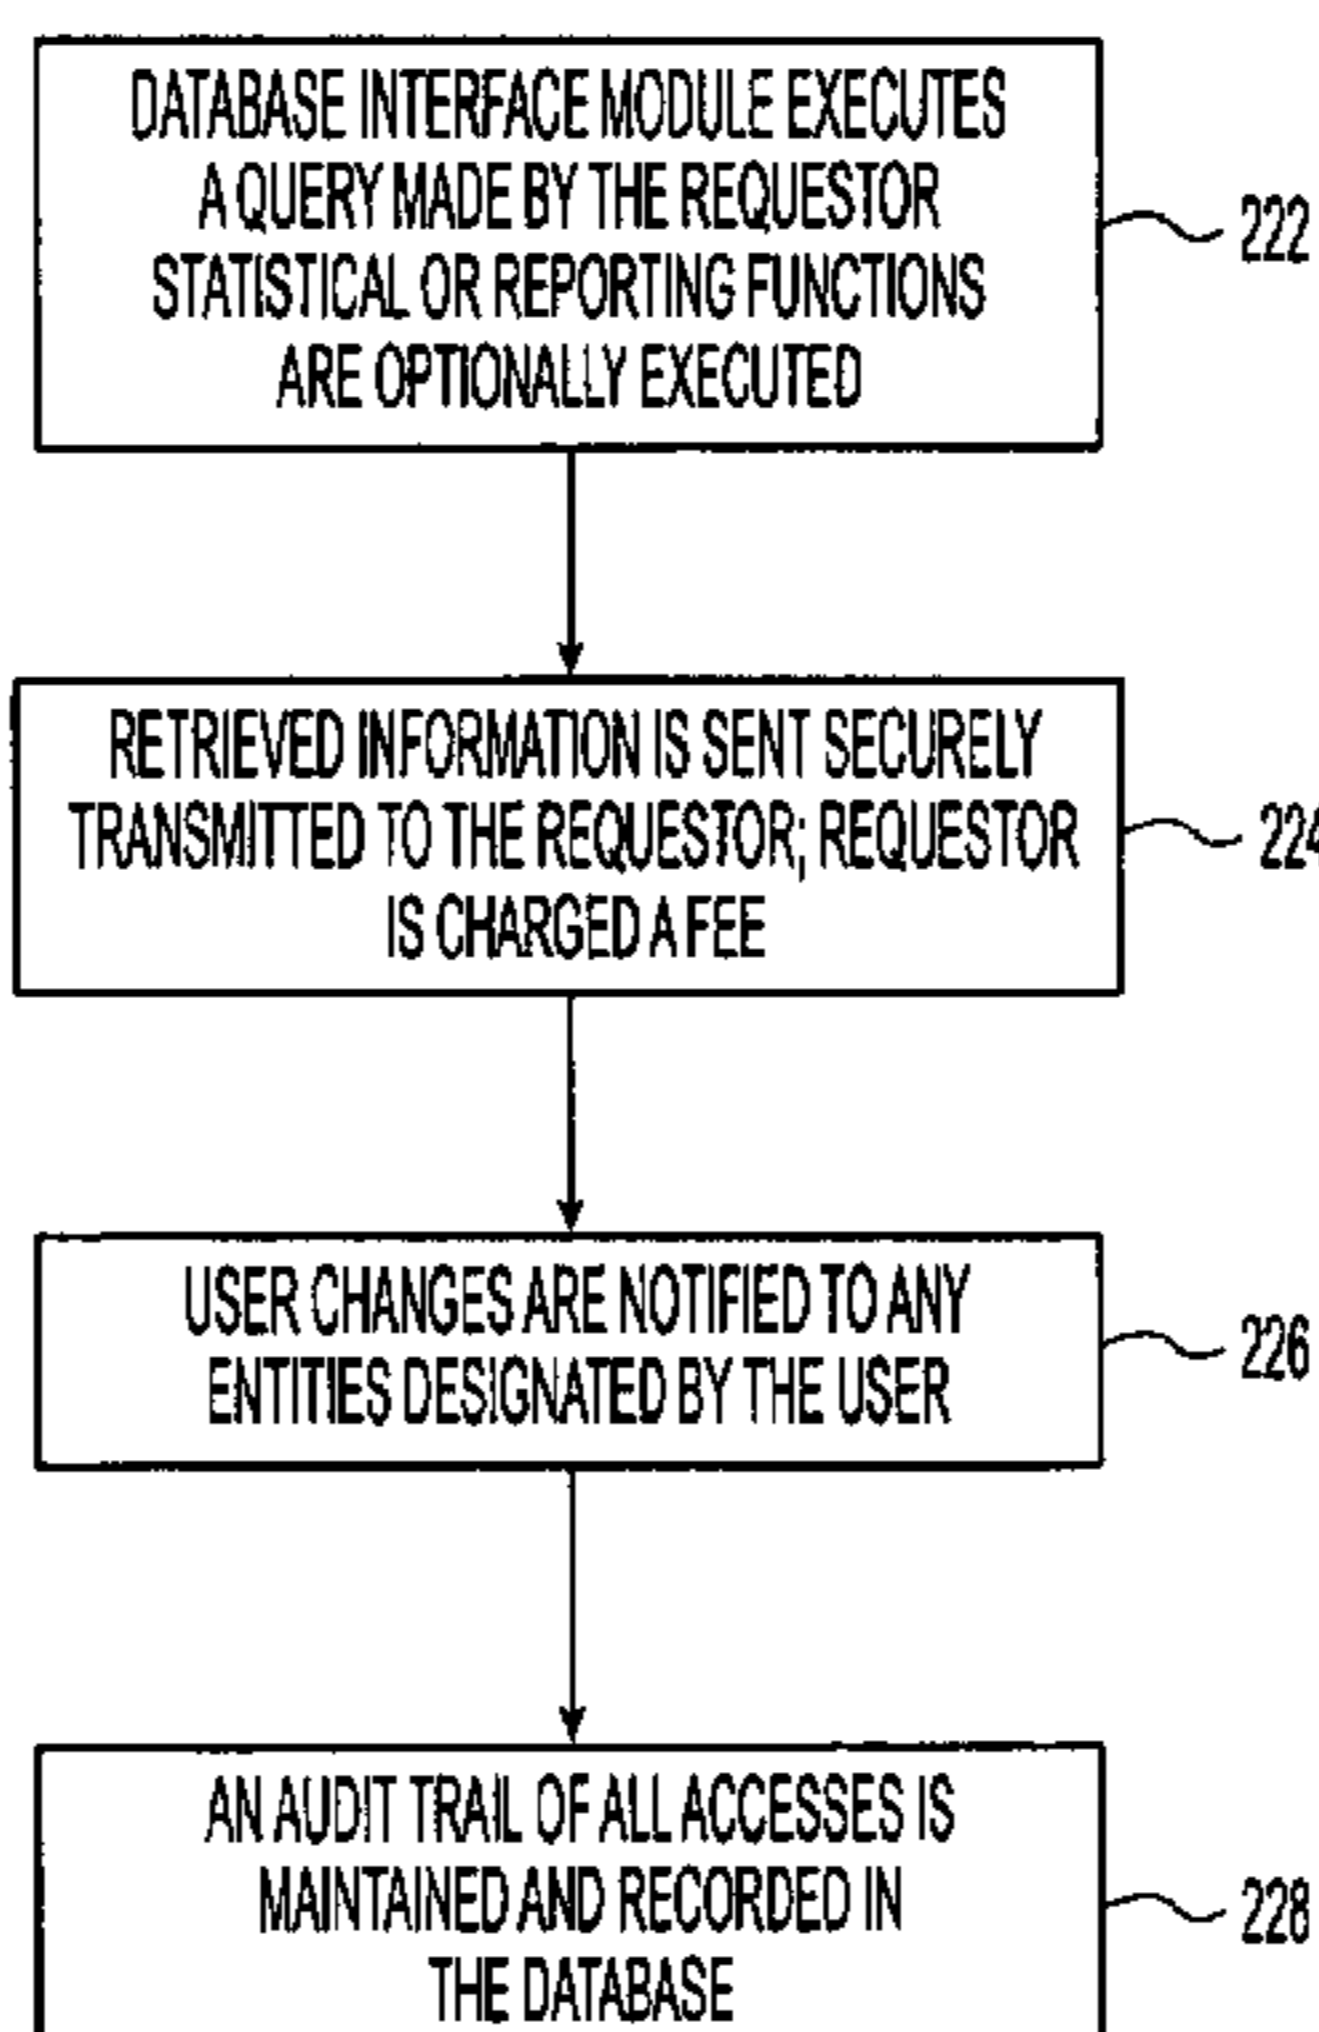 DATABASE INTERFACE MODULE EXECUTES
A QUERY MADE BY THE REQUESTOR
STATISTICAL OR REPORTING FUNCTIONS
ARE OPTIONALLY EXECUTED
222
RETRIEVED INFORMATION IS SENT SECURELY
TRANSMITTED TO THE REQUESTOR; REQUESTOR
IS CHARGED A FEE
224
USER CHANGES ARE NOTIFIED TO ANY
ENTITIES DESIGNATED BY THE USER
226
AN AUDIT TRAIL OF ALL ACCESSES IS
MAINTAINED AND RECORDED IN
THE DATABASE
228